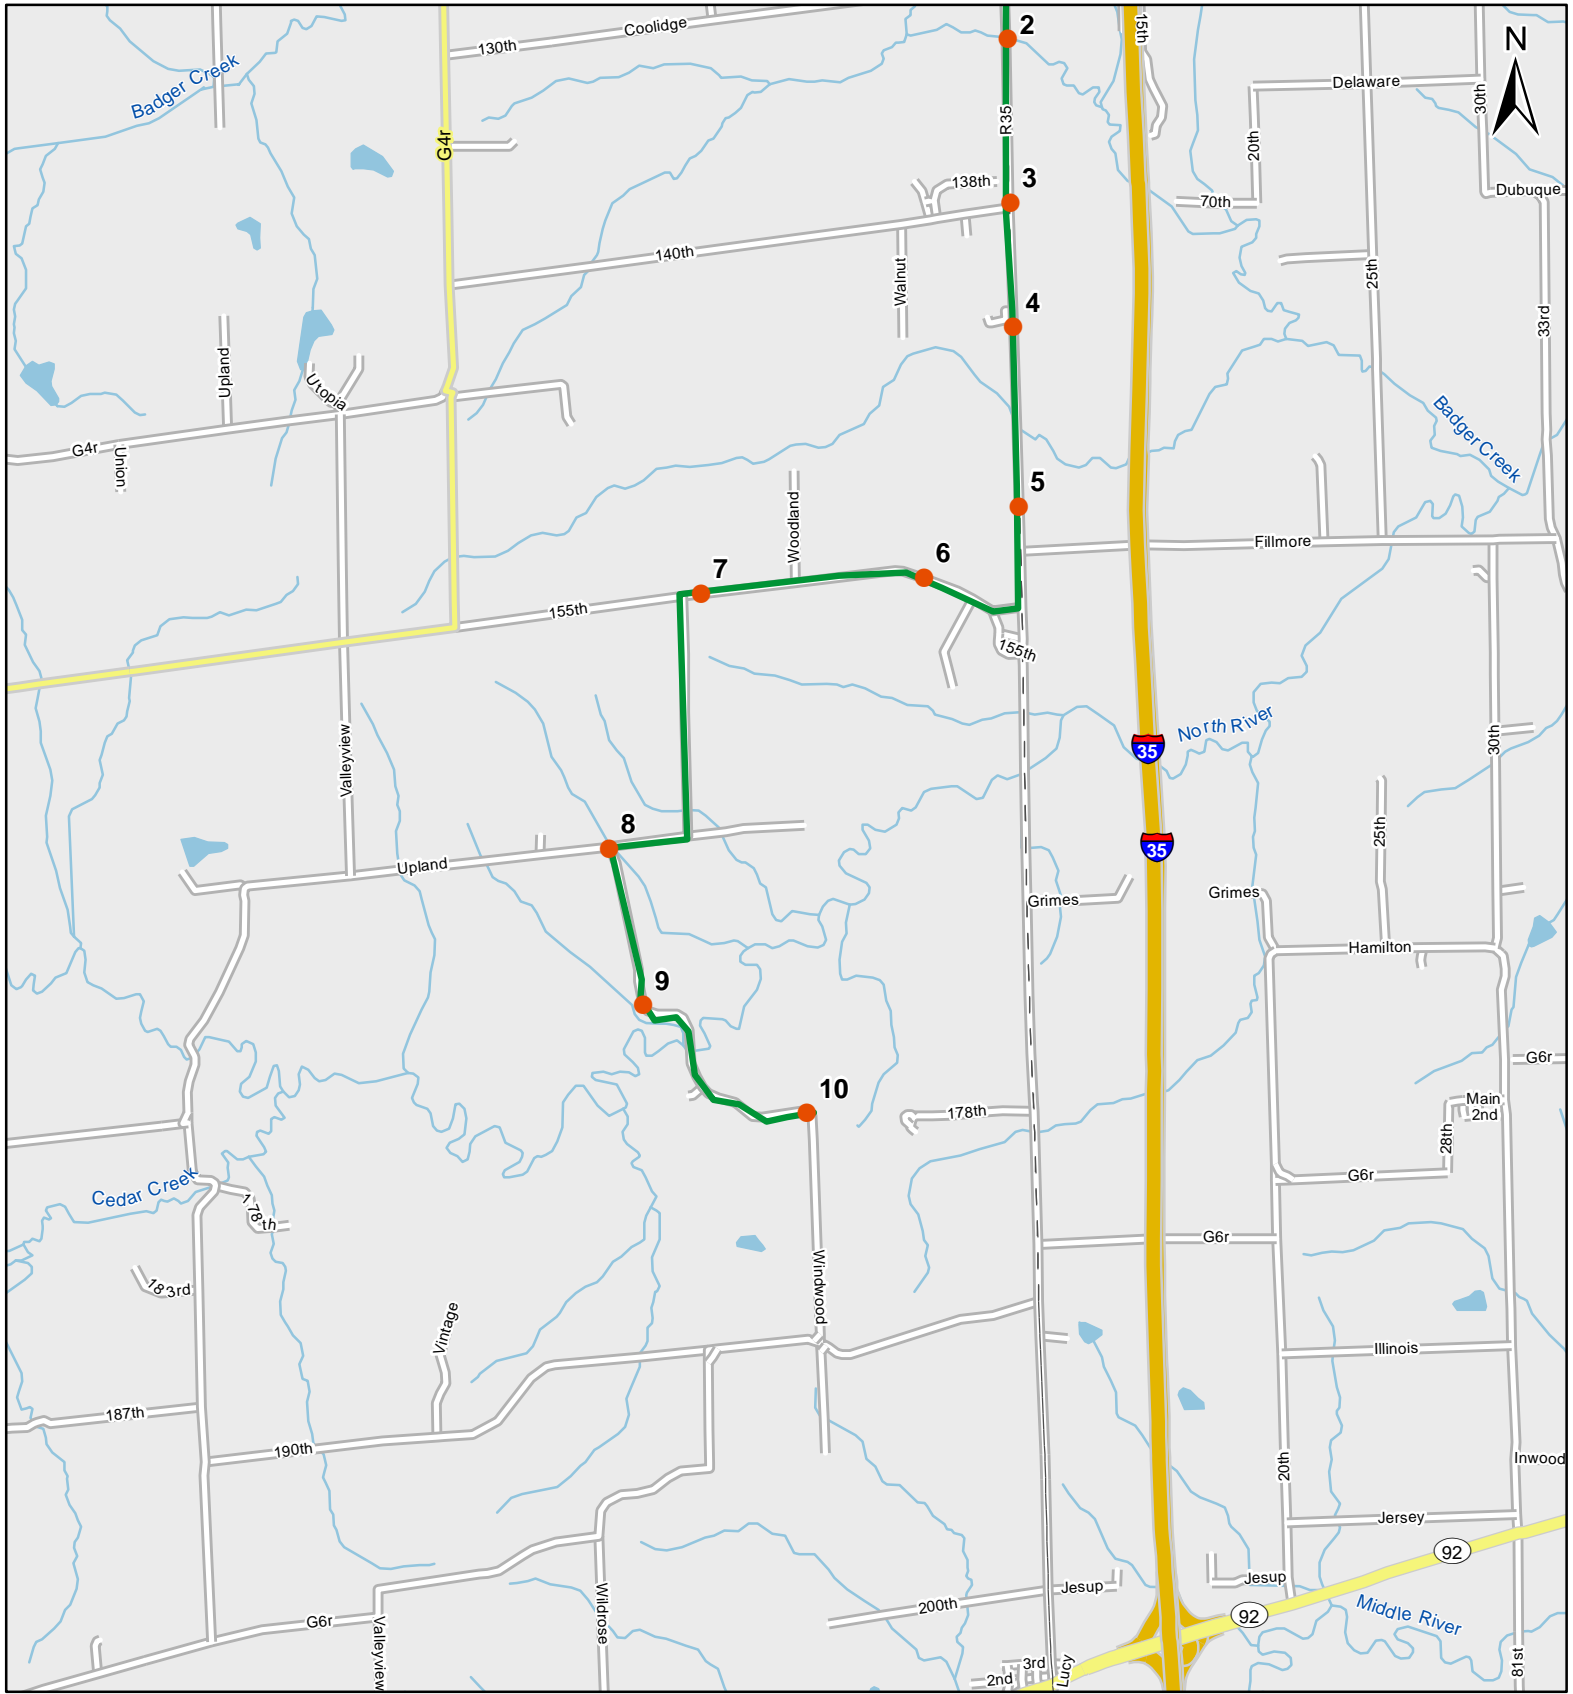 Coolidge
130th
2
15th
N
Badger Creek
Delaware
30th
R35
G4r
20th
138th
3
Dubuque
70th
140th
Walnut
25th
4
33rd
Upland
Utopia
G4r
Union
Badger Creek
5
Woodland
Fillmore
6
7
155th
155th
North River
35
30th
Valleyview
8
35
25th
Upland
Grimes
Grimes
Hamilton
9
G6r
10
Main
2nd
178th
28th
G6r
Cedar Creek
178th
G6r
183rd
Windwood
Vintage
Illinois
187th
190th
20th
Inwood
Jersey
92
Jesup
Jesup
200th
92
Middle River
Wildrose
G6r
Valleyview
81st
3rd
2nd
Lucy